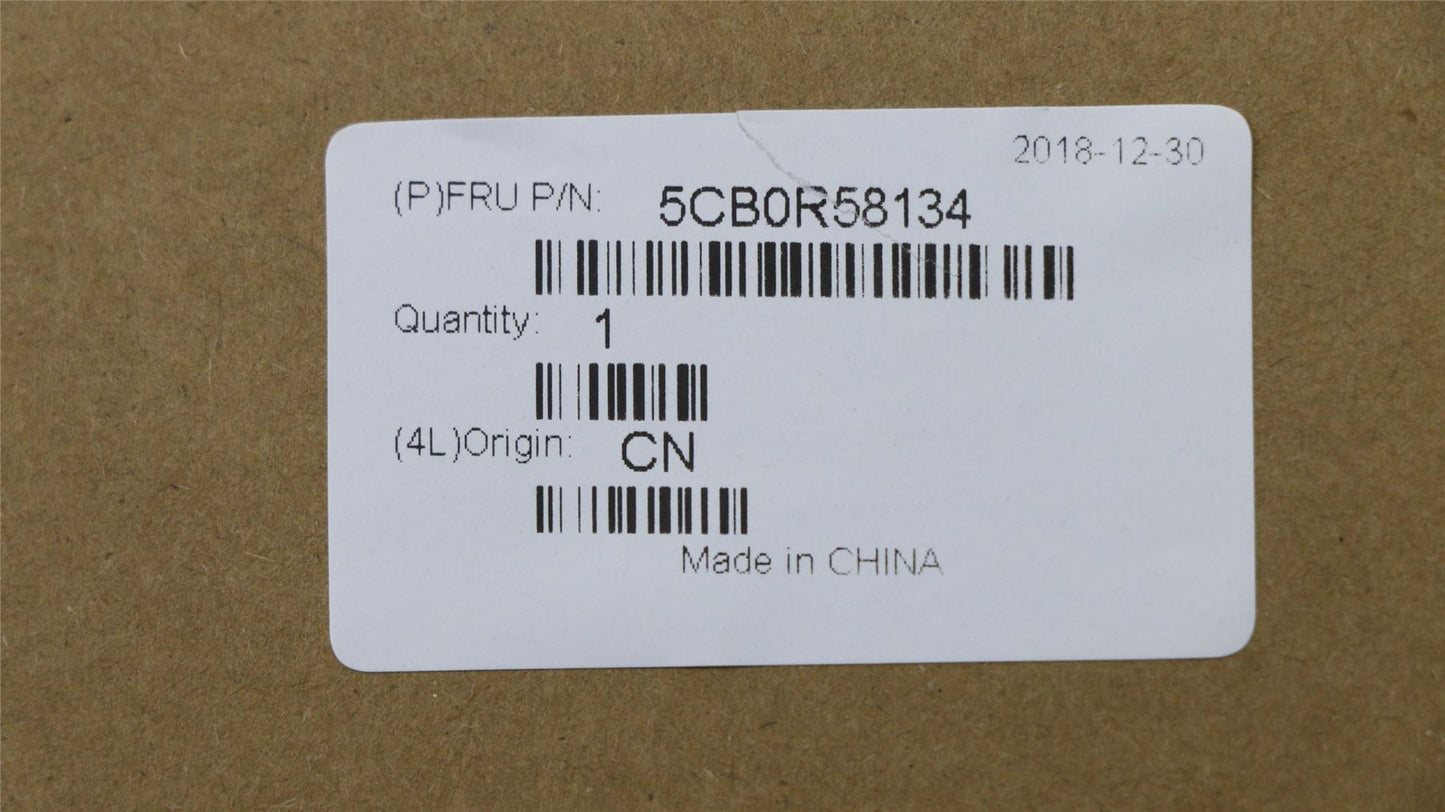 2018-12-30
(P)FRU P/N: 5CB0R58134
Quantity: 1
(4L)Origin: CN
Made in CHINA